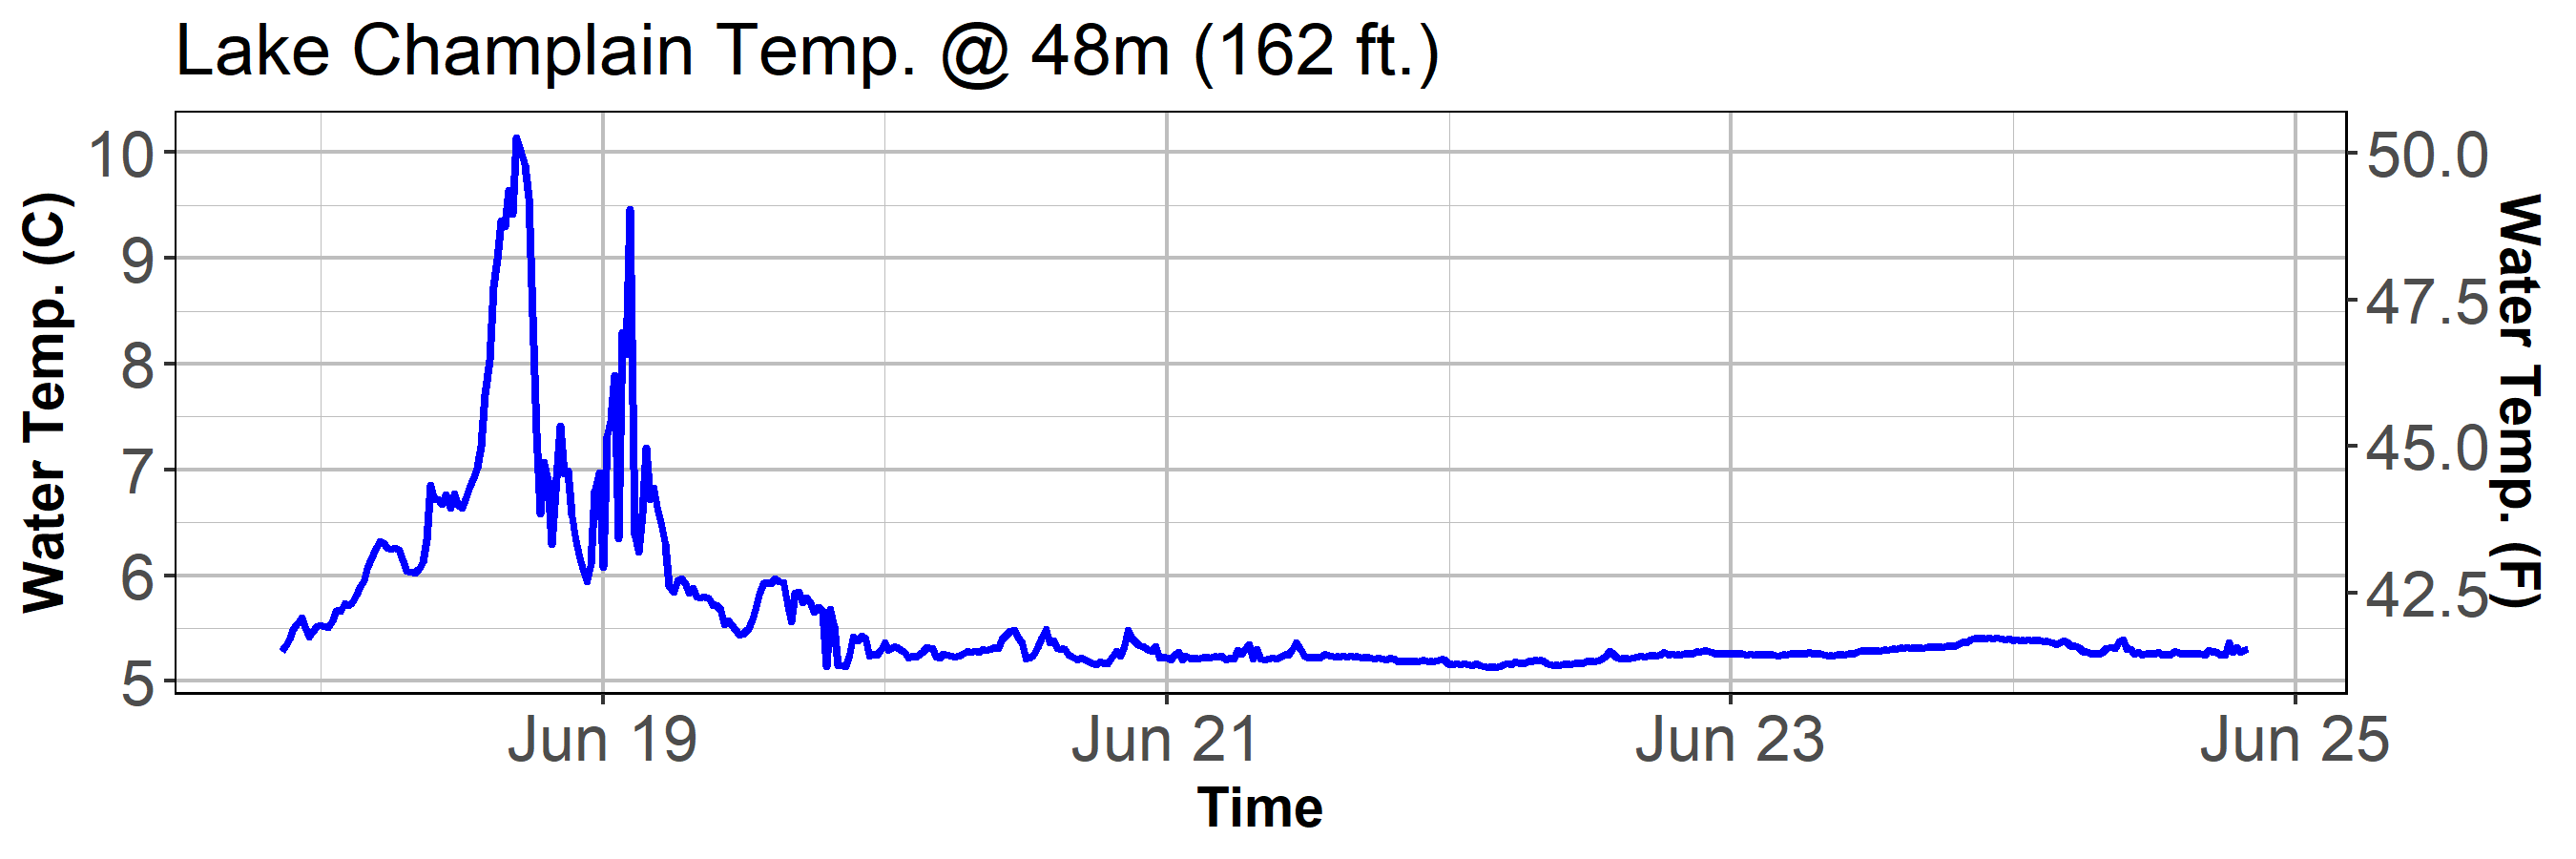 Lake Champlain Temp. @ 48m (162 ft.)
10
9
8
7
6
5
Water Temp. (C)
50.0
47.5
45.0
42.5
Water Temp. (F)
Jun 19
Jun 21
Jun 23
Jun 25
Time